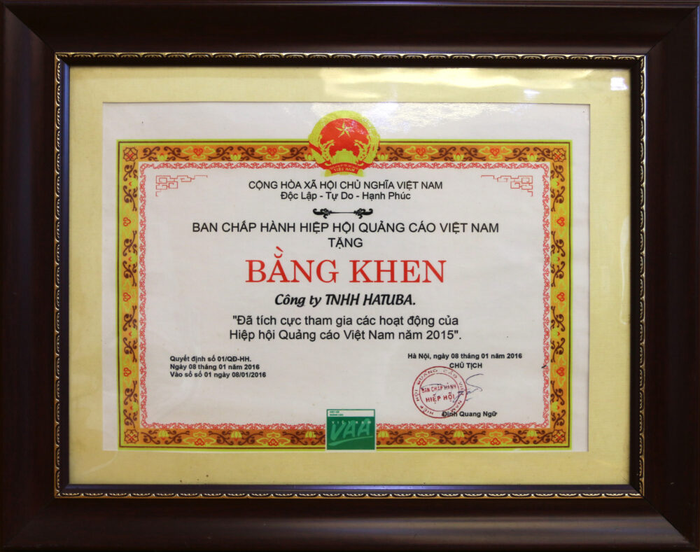 CỘNG HÒA XÃ HỘI CHỦ NGHĨA VIỆT NAM
Độc Lập - Tự Do - Hạnh Phúc
BAN CHẤP HÀNH HIỆP HỘI QUẢNG CÁO VIỆT NAM
TẶNG
BẰNG KHEN
Công ty TNHH HATUBA.
"Đã tích cực tham gia các hoạt động của
Hiệp hội Quảng cáo Việt Nam năm 2015".
Quyết định số 01/QĐ-HH.
Ngày 08 tháng 01 năm 2016
Vào sổ số 01 ngày 08/01/2016
Hà Nội, ngày 08 tháng 01 năm 2016
CHỦ TỊCH
BAN CHẤP HÀNH
HIỆP HỘI
Đinh Quang Ngữ
VAA